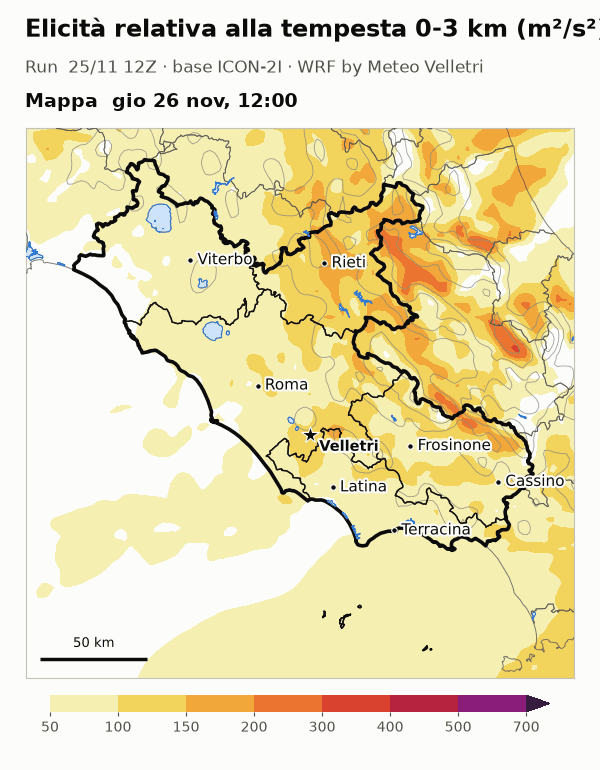 Elicità relativa alla tempesta 0-3 km (m²/s²)
Run 25/11 12Z · base ICON-2I · WRF by Meteo Velletri
Mappa gio 26 nov, 12:00
Viterbo
Rieti
Roma
Velletri
Frosinone
Cassino
Latina
Terracina
50 km
50 100 150 200 300 400 500 700